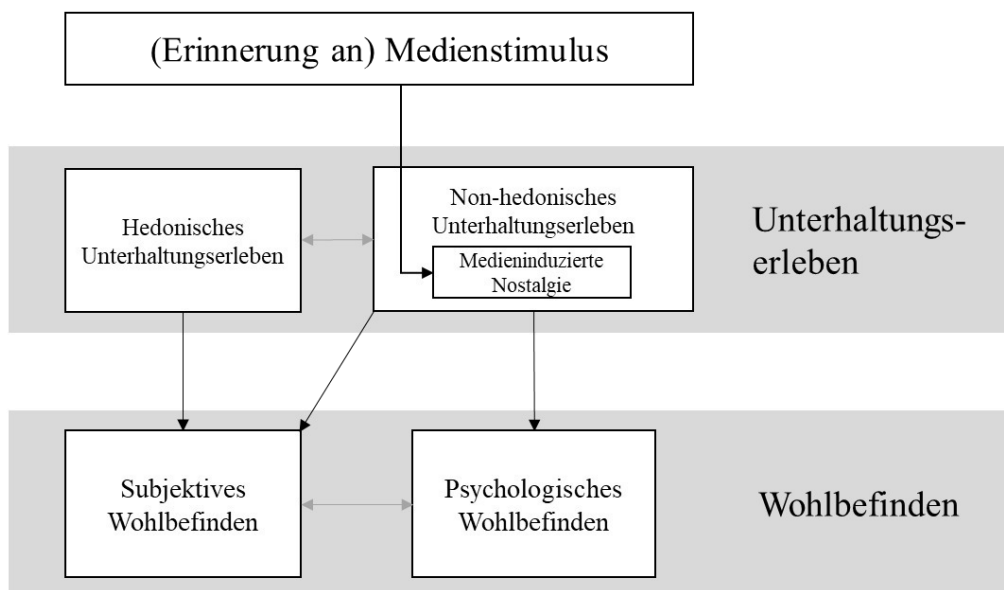 (Erinnerung an) Medienstimulus
Hedonisches
Unterhaltungserleben
Non-hedonisches
Unterhaltungserleben
Medieninduzierte
Nostalgie
Unterhaltungs-
erleben
Subjektives
Wohlbefinden
Psychologisches
Wohlbefinden
Wohlbefinden